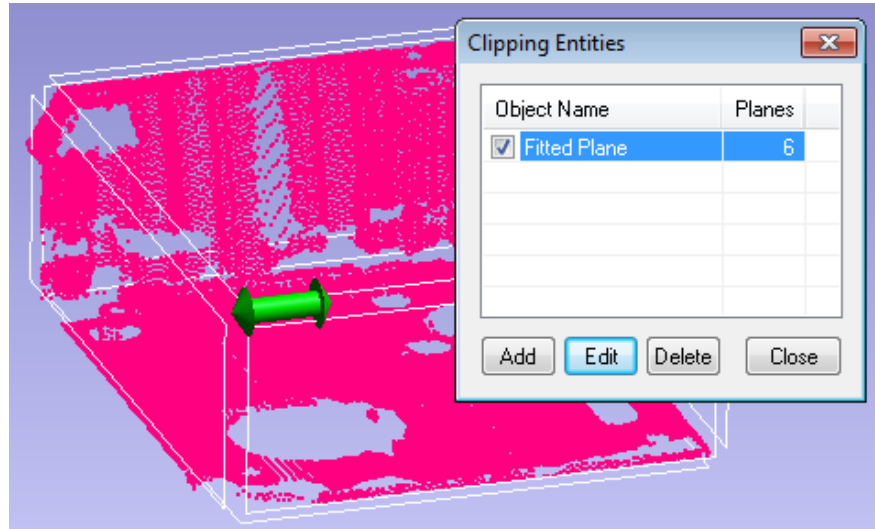 Clipping Entities
Object Name Planes
Fitted Plane 6
Add Edit Delete Close